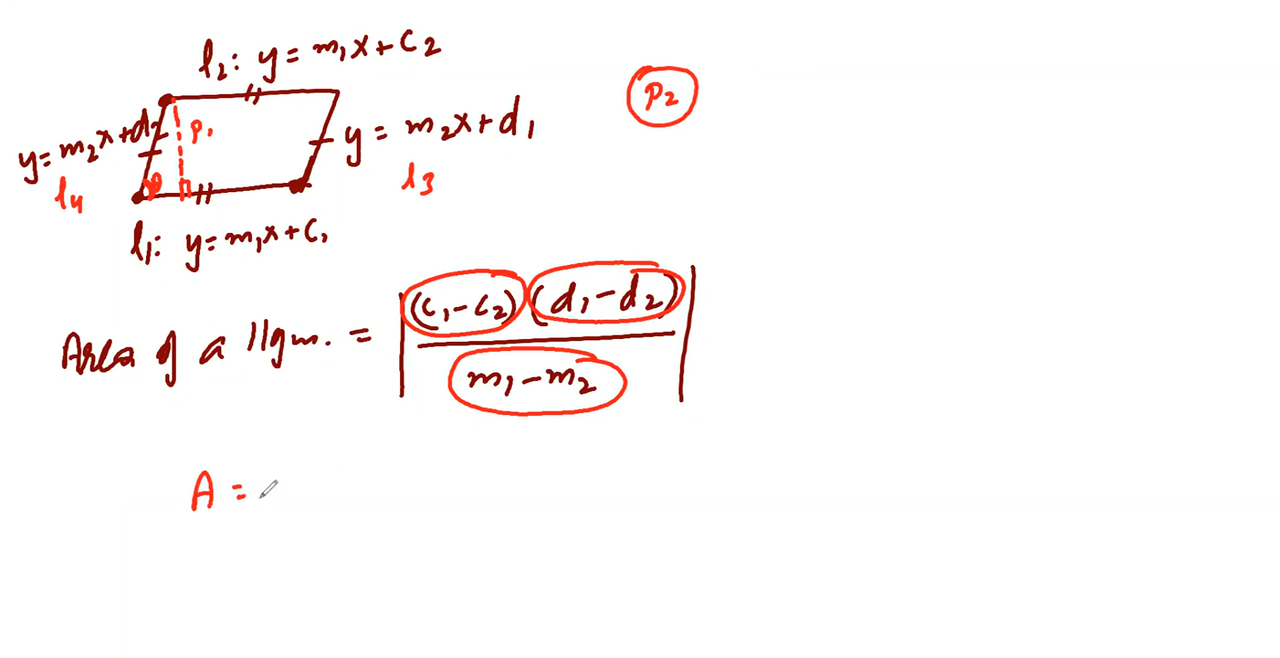 l₂: y = m₁x + c₂
p₂
y = m₂x + d₂
p₁
y = m₂x + d₁
l₄
θ
l₃
l₁: y = m₁x + c₁
Area of a ||gm. = |(c₁ - c₂) (d₁ - d₂) / m₁ - m₂|
A =